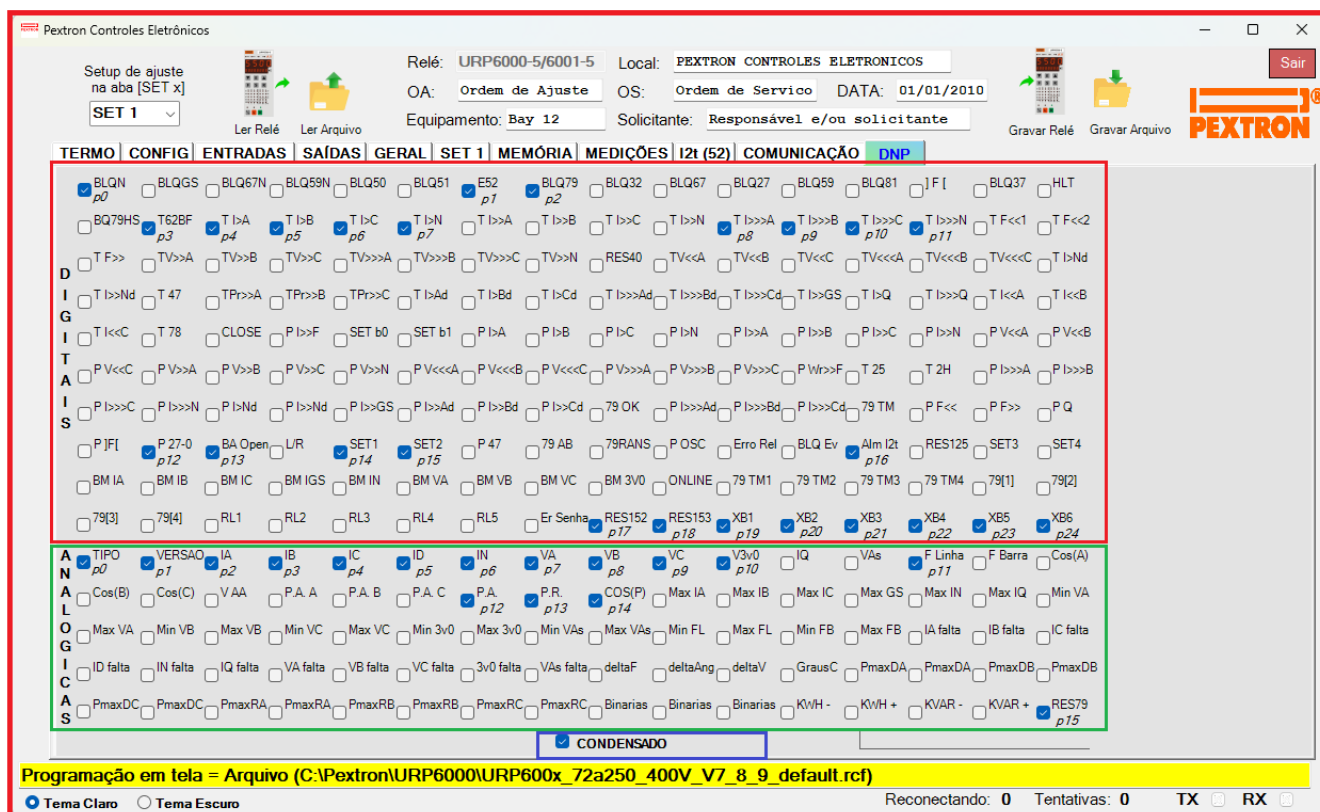 Pextron Controles Eletrônicos
Setup de ajuste
na aba [SET x]
SET 1
Ler Relé Ler Arquivo
Relé: URP6000-5/6001-5 Local: PEXTRON CONTROLES ELETRONICOS
OA: Ordem de Ajuste OS: Ordem de Servico DATA: 01/01/2010
Equipamento: Bay 12 Solicitante: Responsável e/ou solicitante
Gravar Relé Gravar Arquivo
Sair
PEXTRON
TERMO CONFIG ENTRADAS SAÍDAS GERAL SET 1 MEMÓRIA MEDIÇÕES I2t (52) COMUNICAÇÃO DNP
DIGITAIS
BLQN BLQGS BLQ67N BLQ59N BLQ50 BLQ51 E52 BLQ79 BLQ32 BLQ67 BLQ27 BLQ59 BLQ81 ] F [ BLQ37 HLT
p0 p1 p2
BQ79HS T62BF T I>A T I>B T I>C T I>N T I>>A T I>>B T I>>C T I>>N T I>>>A T I>>>B T I>>>C T I>>>N T F<<1 T F<<2
p3 p4 p5 p6 p7 p8 p9 p10 p11
T F>> TV>>A TV>>B TV>>C TV>>>A TV>>>B TV>>>C TV>>N RES40 TV<<A TV<<B TV<<C TV<<<A TV<<<B TV<<<C T I>Nd
T I>>Nd T 47 TPr>>A TPr>>B TPr>>C T I>Ad T I>Bd T I>Cd T I>>>Ad T I>>>Bd T I>>>Cd T I>>GS T I>Q T I>>>Q T I<<A T I<<B
T I<<C T 78 CLOSE P I>>F SET b0 SET b1 P I>A P I>B P I>C P I>N P I>>A P I>>B P I>>C P I>>N P V<<A P V<<B
P V<<C P V>>A P V>>B P V>>C P V>>N P V<<<A P V<<<B P V<<<C P V>>>A P V>>>B P V>>>C P Wr>>F T 25 T 2H P I>>>A P I>>>B
P I>>>C P I>>>N P I>Nd P I>>Nd P I>>GS P I>>Ad P I>>Bd P I>>Cd 79 OK P I>>>Ad P I>>>Bd P I>>>Cd 79 TM P F<< P F>> P Q
P ]F[ P 27-0 BA Open L/R SET1 SET2 P 47 79 AB 79RANS P OSC Erro Rel BLQ Ev Alm I2t RES125 SET3 SET4
p12 p13 p14 p15 p16
BM IA BM IB BM IC BM IGS BM IN BM VA BM VB BM VC BM 3V0 ONLINE 79 TM1 79 TM2 79 TM3 79 TM4 79[1] 79[2]
79[3] 79[4] RL1 RL2 RL3 RL4 RL5 Er Senha RES152 RES153 XB1 XB2 XB3 XB4 XB5 XB6
p17 p18 p19 p20 p21 p22 p23 p24
ANALOGICAS
TIPO VERSAO IA IB IC ID IN VA VB VC V3v0 IQ VAs F Linha F Barra Cos(A)
p0 p1 p2 p3 p4 p5 p6 p7 p8 p9 p10 p11
Cos(B) Cos(C) V AA P.A. A P.A. B P.A. C P.A. P.R. COS(P) Max IA Max IB Max IC Max GS Max IN Max IQ Min VA
p12 p13 p14
Max VA Min VB Max VB Min VC Max VC Min 3v0 Max 3v0 Min VAs Max VAs Min FL Max FL Min FB Max FB IA falta IB falta IC falta
ID falta IN falta IQ falta VA falta VB falta VC falta 3v0 falta VAs falta deltaF deltaAng deltaV GrausC PmaxDA PmaxDA PmaxDB PmaxDB
PmaxDC PmaxDC PmaxRA PmaxRA PmaxRB PmaxRB PmaxRC PmaxRC Binarias Binarias Binarias KWH - KWH + KVAR - KVAR + RES79
p15
CONDENSADO
Programação em tela = Arquivo (C:\Pextron\URP6000\URP600x_72a250_400V_V7_8_9_default.rcf)
Tema Claro Tema Escuro Reconectando: 0 Tentativas: 0 TX RX